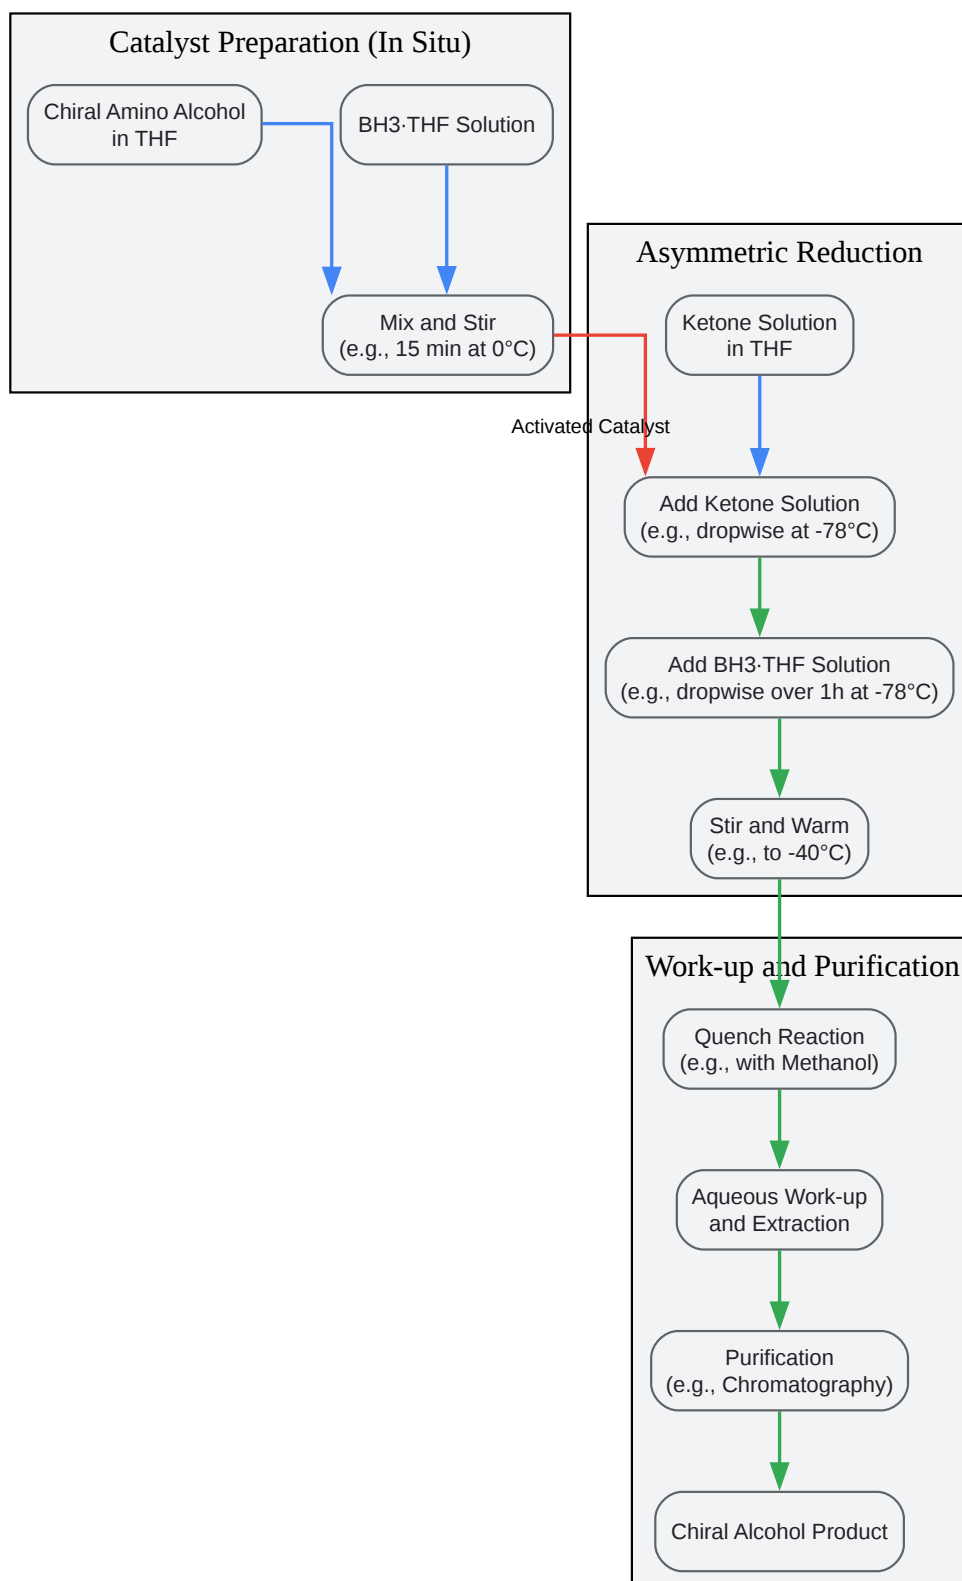 Catalyst Preparation (In Situ)
Chiral Amino Alcohol
in THF
BH3·THF Solution
Mix and Stir
(e.g., 15 min at 0°C)
Activated Catalyst
Asymmetric Reduction
Ketone Solution
in THF
Add Ketone Solution
(e.g., dropwise at -78°C)
Add BH3·THF Solution
(e.g., dropwise over 1h at -78°C)
Stir and Warm
(e.g., to -40°C)
Work-up and Purification
Quench Reaction
(e.g., with Methanol)
Aqueous Work-up
and Extraction
Purification
(e.g., Chromatography)
Chiral Alcohol Product